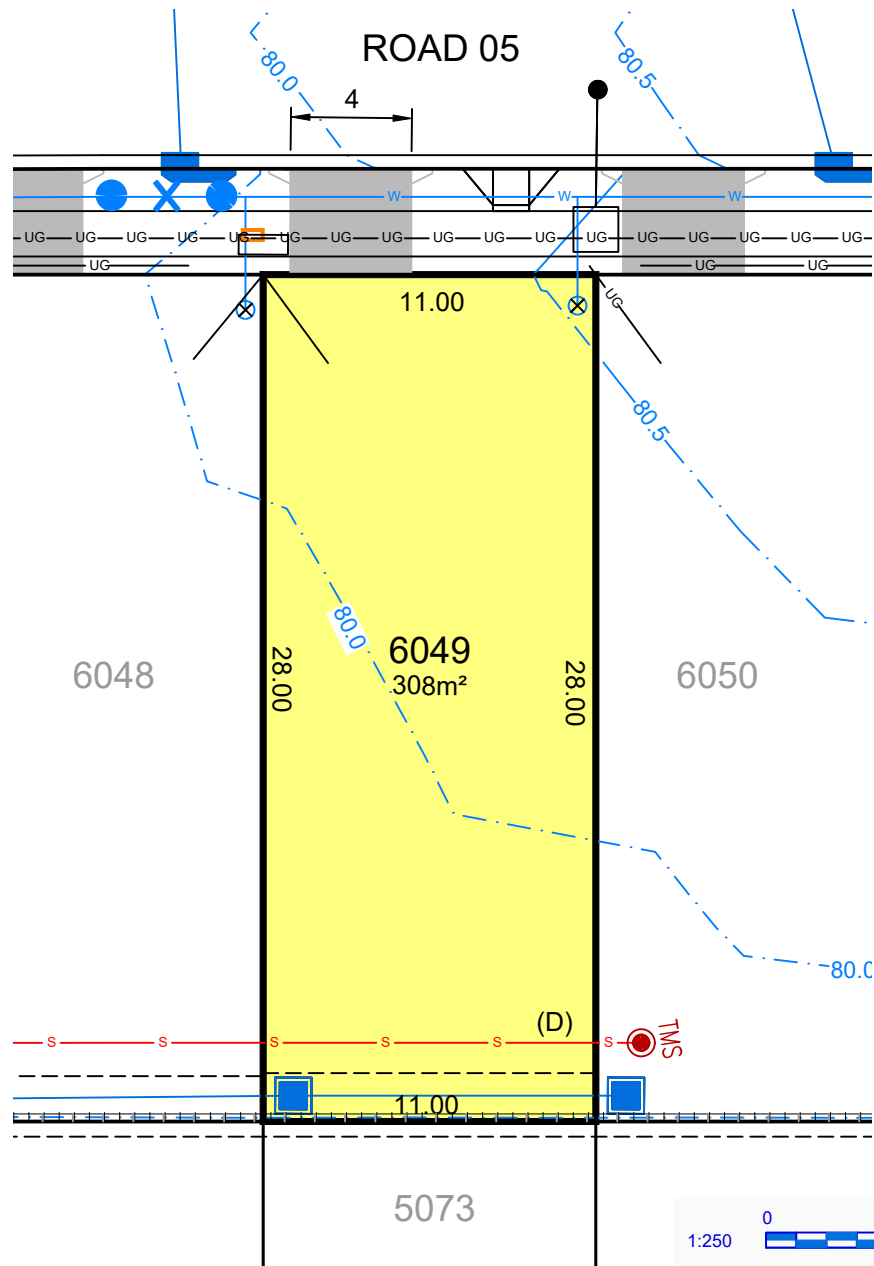 ROAD 05
80.0
80.5
4
W
W
W
UG UG UG UG UG UG UG UG UG UG UG UG UG UG UG UG UG
UG
UG
UG
UG
11.00
80.5
80.0
6049
308m²
28.00
28.00
6048
6050
80.0
(D)
TMS
S
S
S
S
S
S
11.00
5073
0
1:250